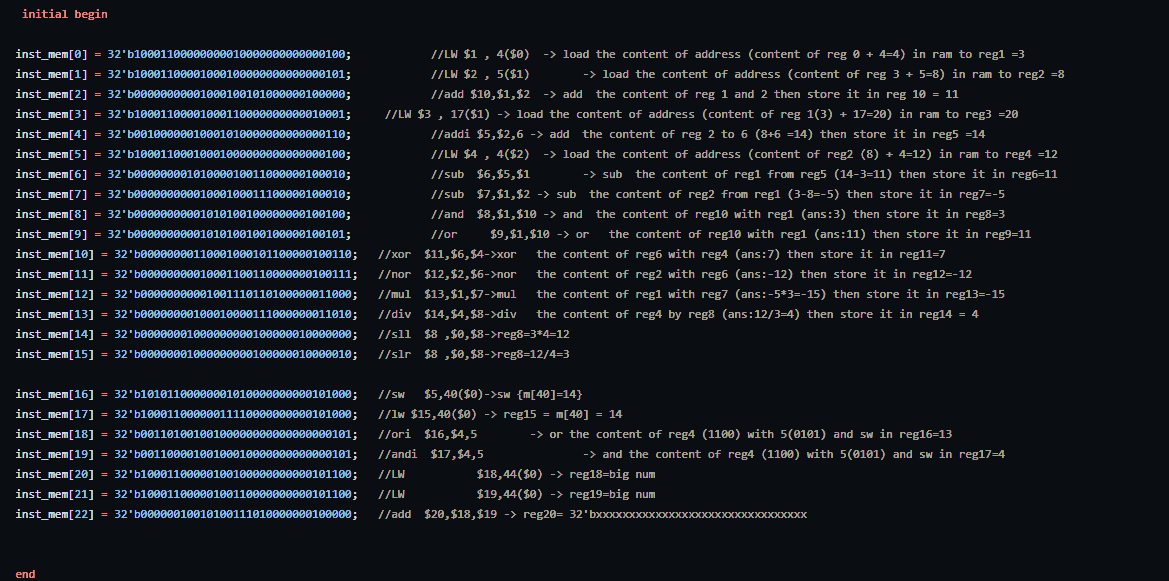 initial begin
inst_mem[0] = 32'b10001100000000010000000000000100; //LW $1 , 4($0) -> load the content of address (content of reg 0 + 4=4) in ram to reg1 =3
inst_mem[1] = 32'b10001100001000100000000000000101; //LW $2 , 5($1) -> load the content of address (content of reg 3 + 5=8) in ram to reg2 =8
inst_mem[2] = 32'b00000000001000100101000000100000; //add $10,$1,$2 -> add the content of reg 1 and 2 then store it in reg 10 = 11
inst_mem[3] = 32'b10001100001000110000000000010001; //LW $3 , 17($1) -> load the content of address (content of reg 1(3) + 17=20) in ram to reg3 =20
inst_mem[4] = 32'b00100000010001010000000000000110; //addi $5,$2,6 -> add the content of reg 2 to 6 (8+6 =14) then store it in reg5 =14
inst_mem[5] = 32'b10001100010001000000000000000100; //LW $4 , 4($2) -> load the content of address (content of reg2 (8) + 4=12) in ram to reg4 =12
inst_mem[6] = 32'b00000000101000010011000000100010; //sub $6,$5,$1 -> sub the content of reg1 from reg5 (14-3=11) then store it in reg6=11
inst_mem[7] = 32'b00000000001000100011100000100010; //sub $7,$1,$2 -> sub the content of reg2 from reg1 (3-8=-5) then store it in reg7=-5
inst_mem[8] = 32'b00000000001010100100000000100100; //and $8,$1,$10 -> and the content of reg10 with reg1 (ans:3) then store it in reg8=3
inst_mem[9] = 32'b00000000001010100100100000100101; //or $9,$1,$10 -> or the content of reg10 with reg1 (ans:11) then store it in reg9=11
inst_mem[10] = 32'b00000000110001000101100000100110; //xor $11,$6,$4->xor the content of reg6 with reg4 (ans:7) then store it in reg11=7
inst_mem[11] = 32'b00000000010001100110000000100111; //nor $12,$2,$6->nor the content of reg2 with reg6 (ans:-12) then store it in reg12=-12
inst_mem[12] = 32'b00000000001001110110100000011000; //mul $13,$1,$7->mul the content of reg1 with reg7 (ans:-5*3=-15) then store it in reg13=-15
inst_mem[13] = 32'b00000000100010000111000000011010; //div $14,$4,$8->div the content of reg4 by reg8 (ans:12/3=4) then store it in reg14 = 4
inst_mem[14] = 32'b00000001000000000100000010000000; //sll $8 ,$0,$8->reg8=3*4=12
inst_mem[15] = 32'b00000001000000000100000010000010; //slr $8 ,$0,$8->reg8=12/4=3
inst_mem[16] = 32'b10101100000001010000000000101000; //sw $5,40($0)->sw {m[40]=14}
inst_mem[17] = 32'b10001100000011110000000000101000; //lw $15,40($0) -> reg15 = m[40] = 14
inst_mem[18] = 32'b00110100100100000000000000000101; //ori $16,$4,5 -> or the content of reg4 (1100) with 5(0101) and sw in reg16=13
inst_mem[19] = 32'b00110000100100010000000000000101; //andi $17,$4,5 -> and the content of reg4 (1100) with 5(0101) and sw in reg17=4
inst_mem[20] = 32'b10001100000100100000000000101100; //LW $18,44($0) -> reg18=big num
inst_mem[21] = 32'b10001100000100110000000000101100; //LW $19,44($0) -> reg19=big num
inst_mem[22] = 32'b00000010010100111010000000100000; //add $20,$18,$19 -> reg20= 32'bxxxxxxxxxxxxxxxxxxxxxxxxxxxxxxxx
end